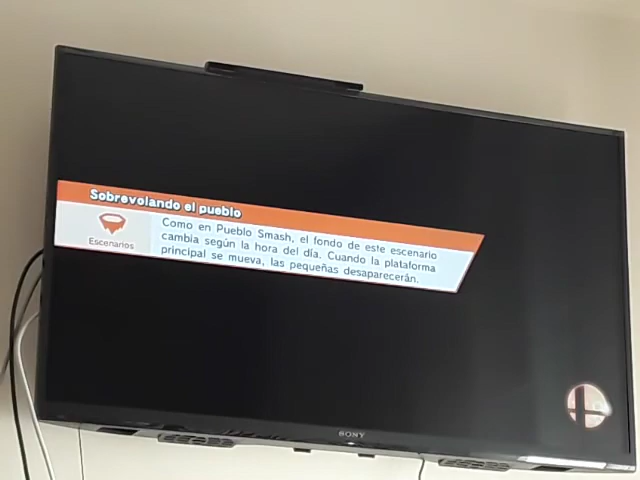 Sobrevolando el pueblo
Escenarios
Como en Pueblo Smash, el fondo de este escenario
cambia según la hora del día. Cuando la plataforma
principal se mueva, las pequeñas desaparecerán.
SONY